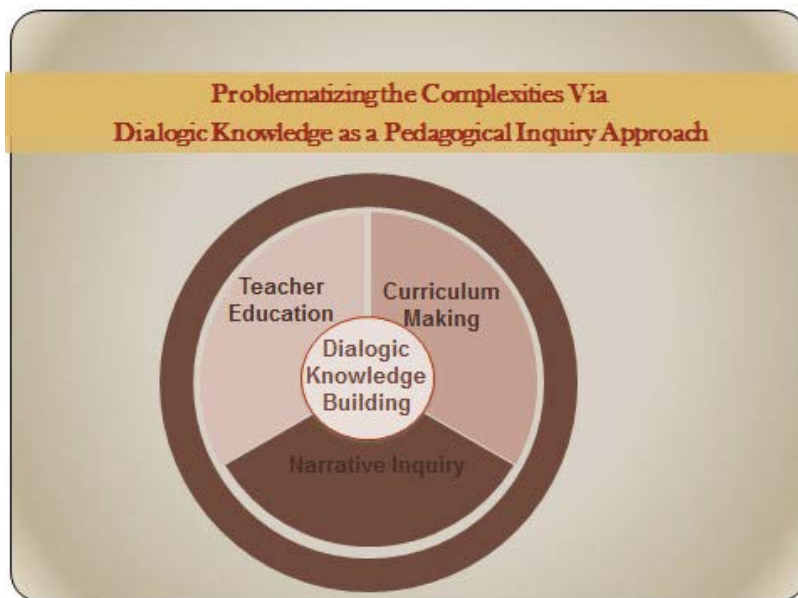 Problematizing the Complexities Via
Dialogic Knowledge as a Pedagogical Inquiry Approach
Teacher
Education
Curriculum
Making
Dialogic
Knowledge
Building
Narrative Inquiry